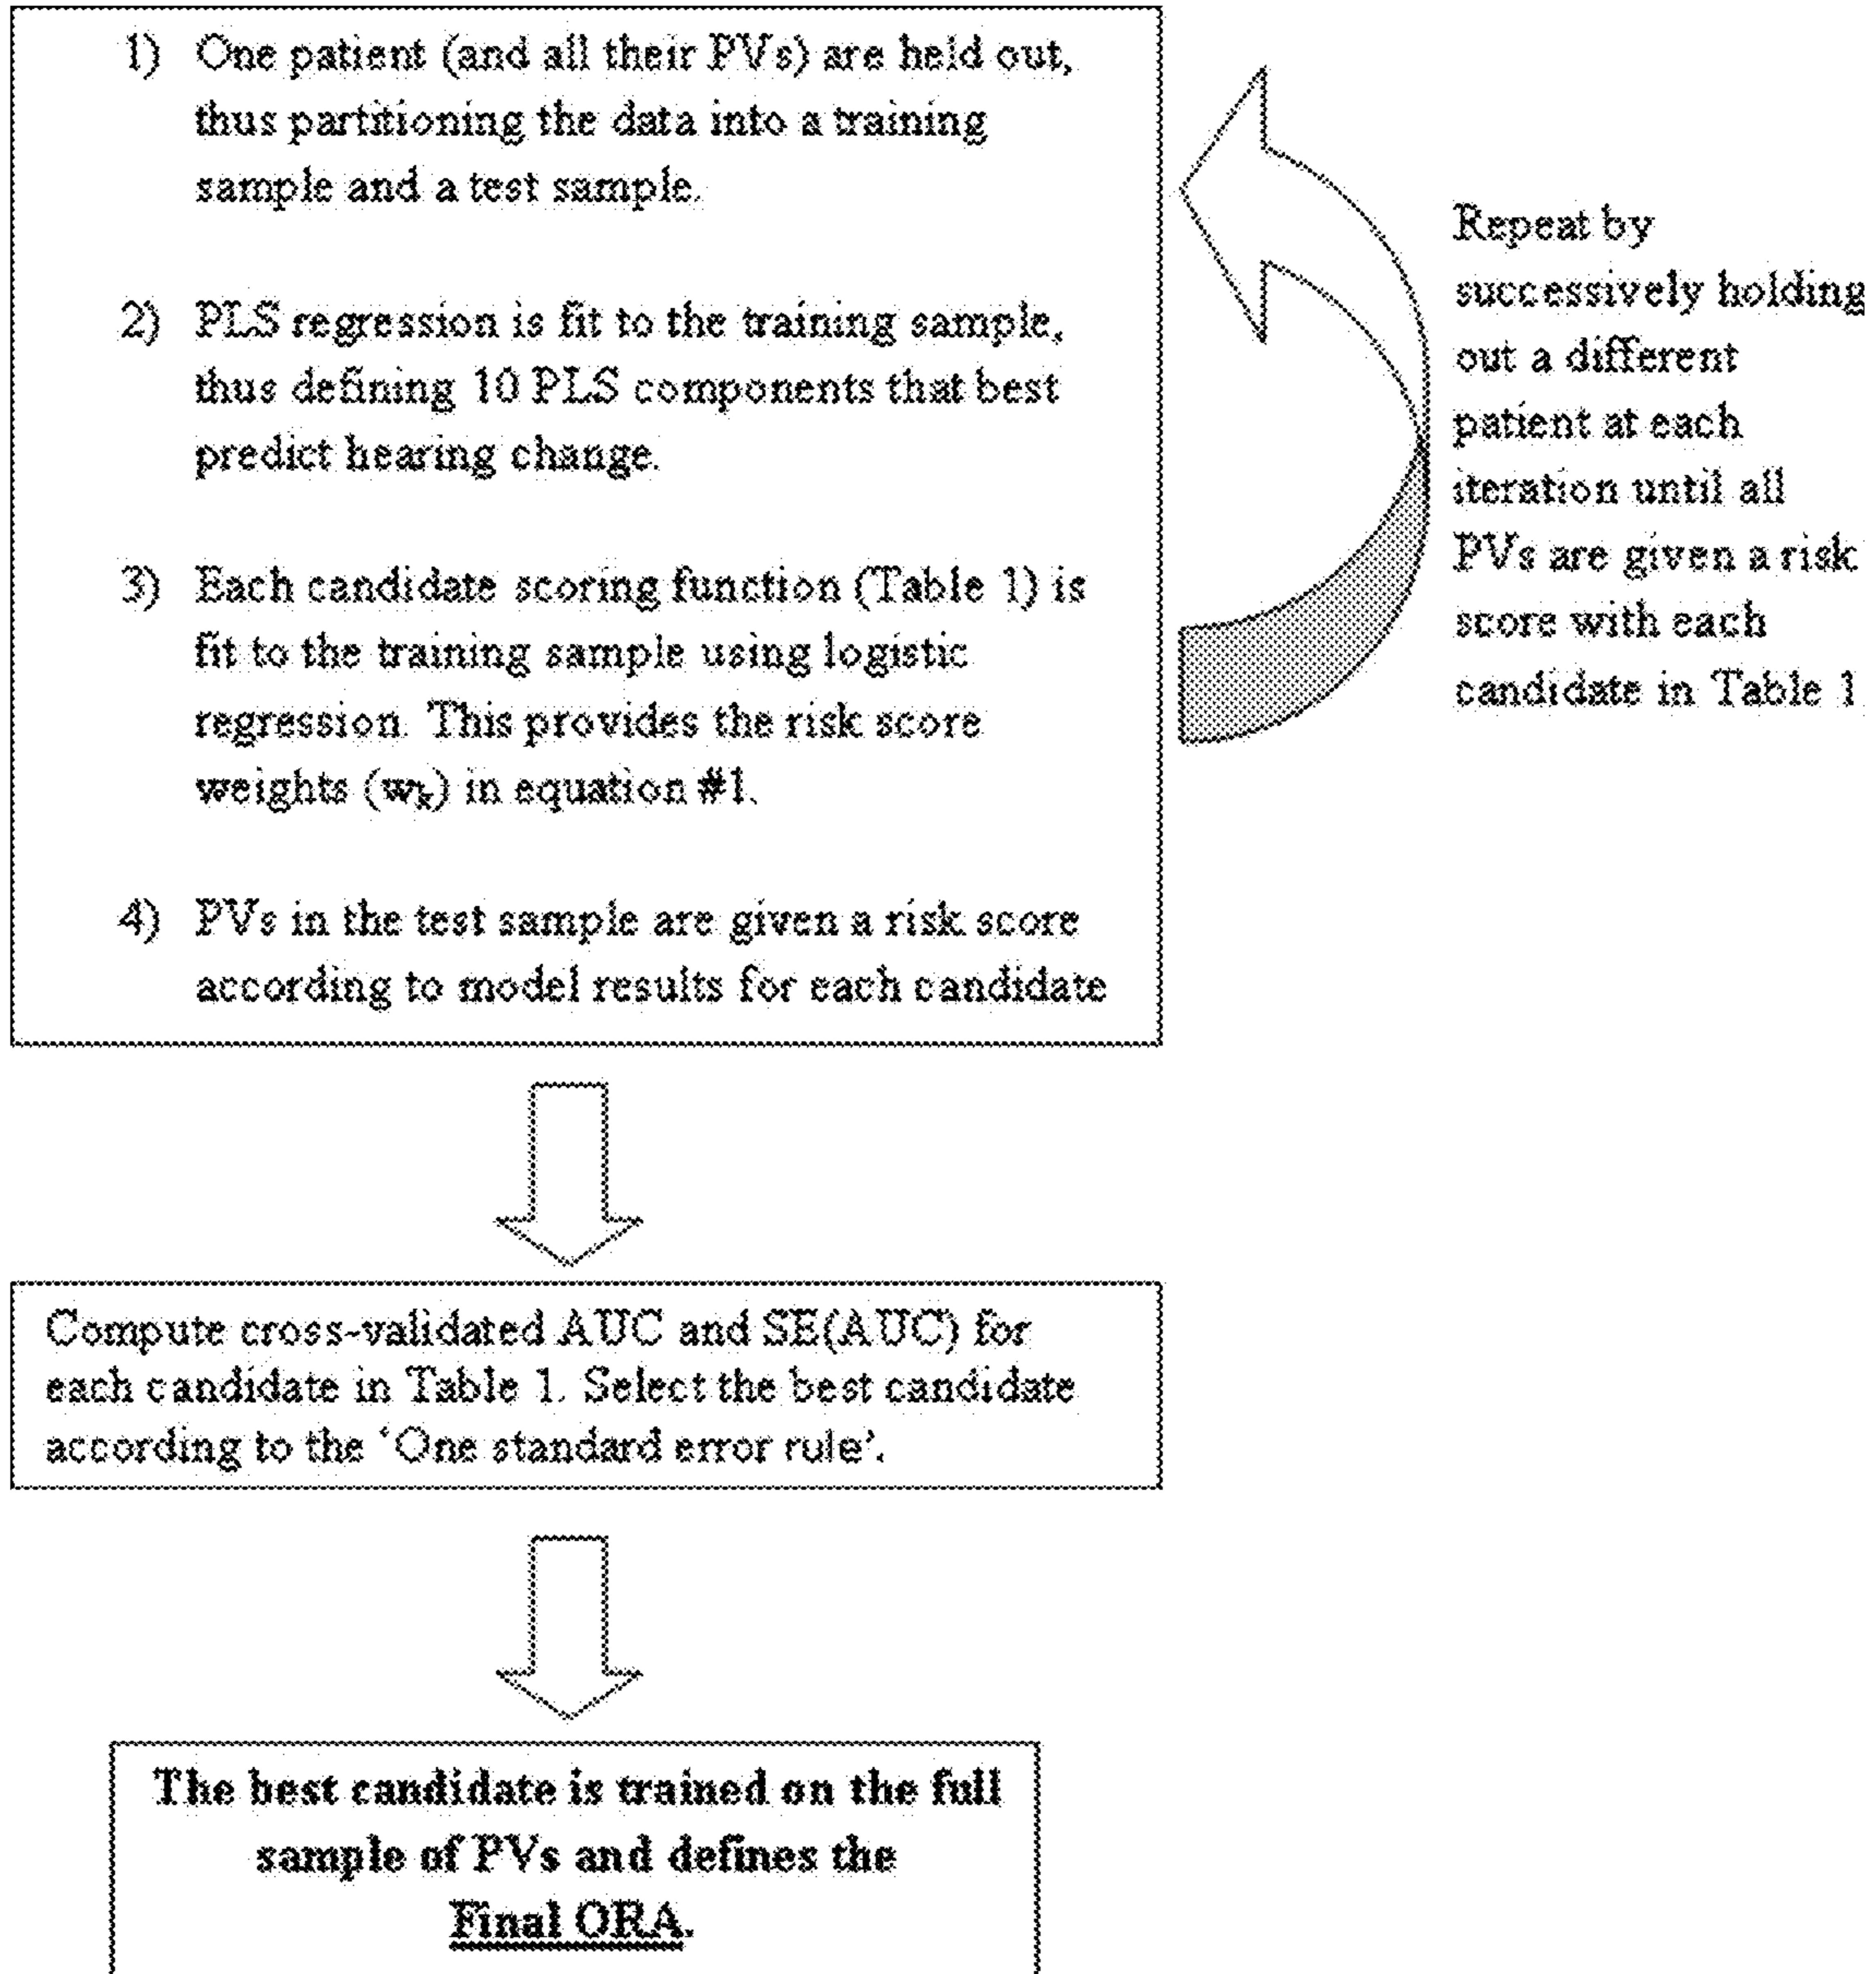 1) One patient (and all their PVs) are held out,
thus partitioning the data into a training
sample and a test sample.
2) PLS regression is fit to the training sample,
thus defining 10 PLS components that best
predict hearing change.
3) Each candidate scoring function (Table 1) is
fit to the training sample using logistic
regression. This provides the risk score
weights (wk) in equation #1.
4) PVs in the test sample are given a risk score
according to model results for each candidate
Repeat by
successively holding
out a different
patient at each
iteration until all
PVs are given a risk
score with each
candidate in Table 1
Compute cross-validated AUC and SE(AUC) for
each candidate in Table 1. Select the best candidate
according to the ‘One standard error rule’.
The best candidate is trained on the full
sample of PVs and defines the
Final ORA.